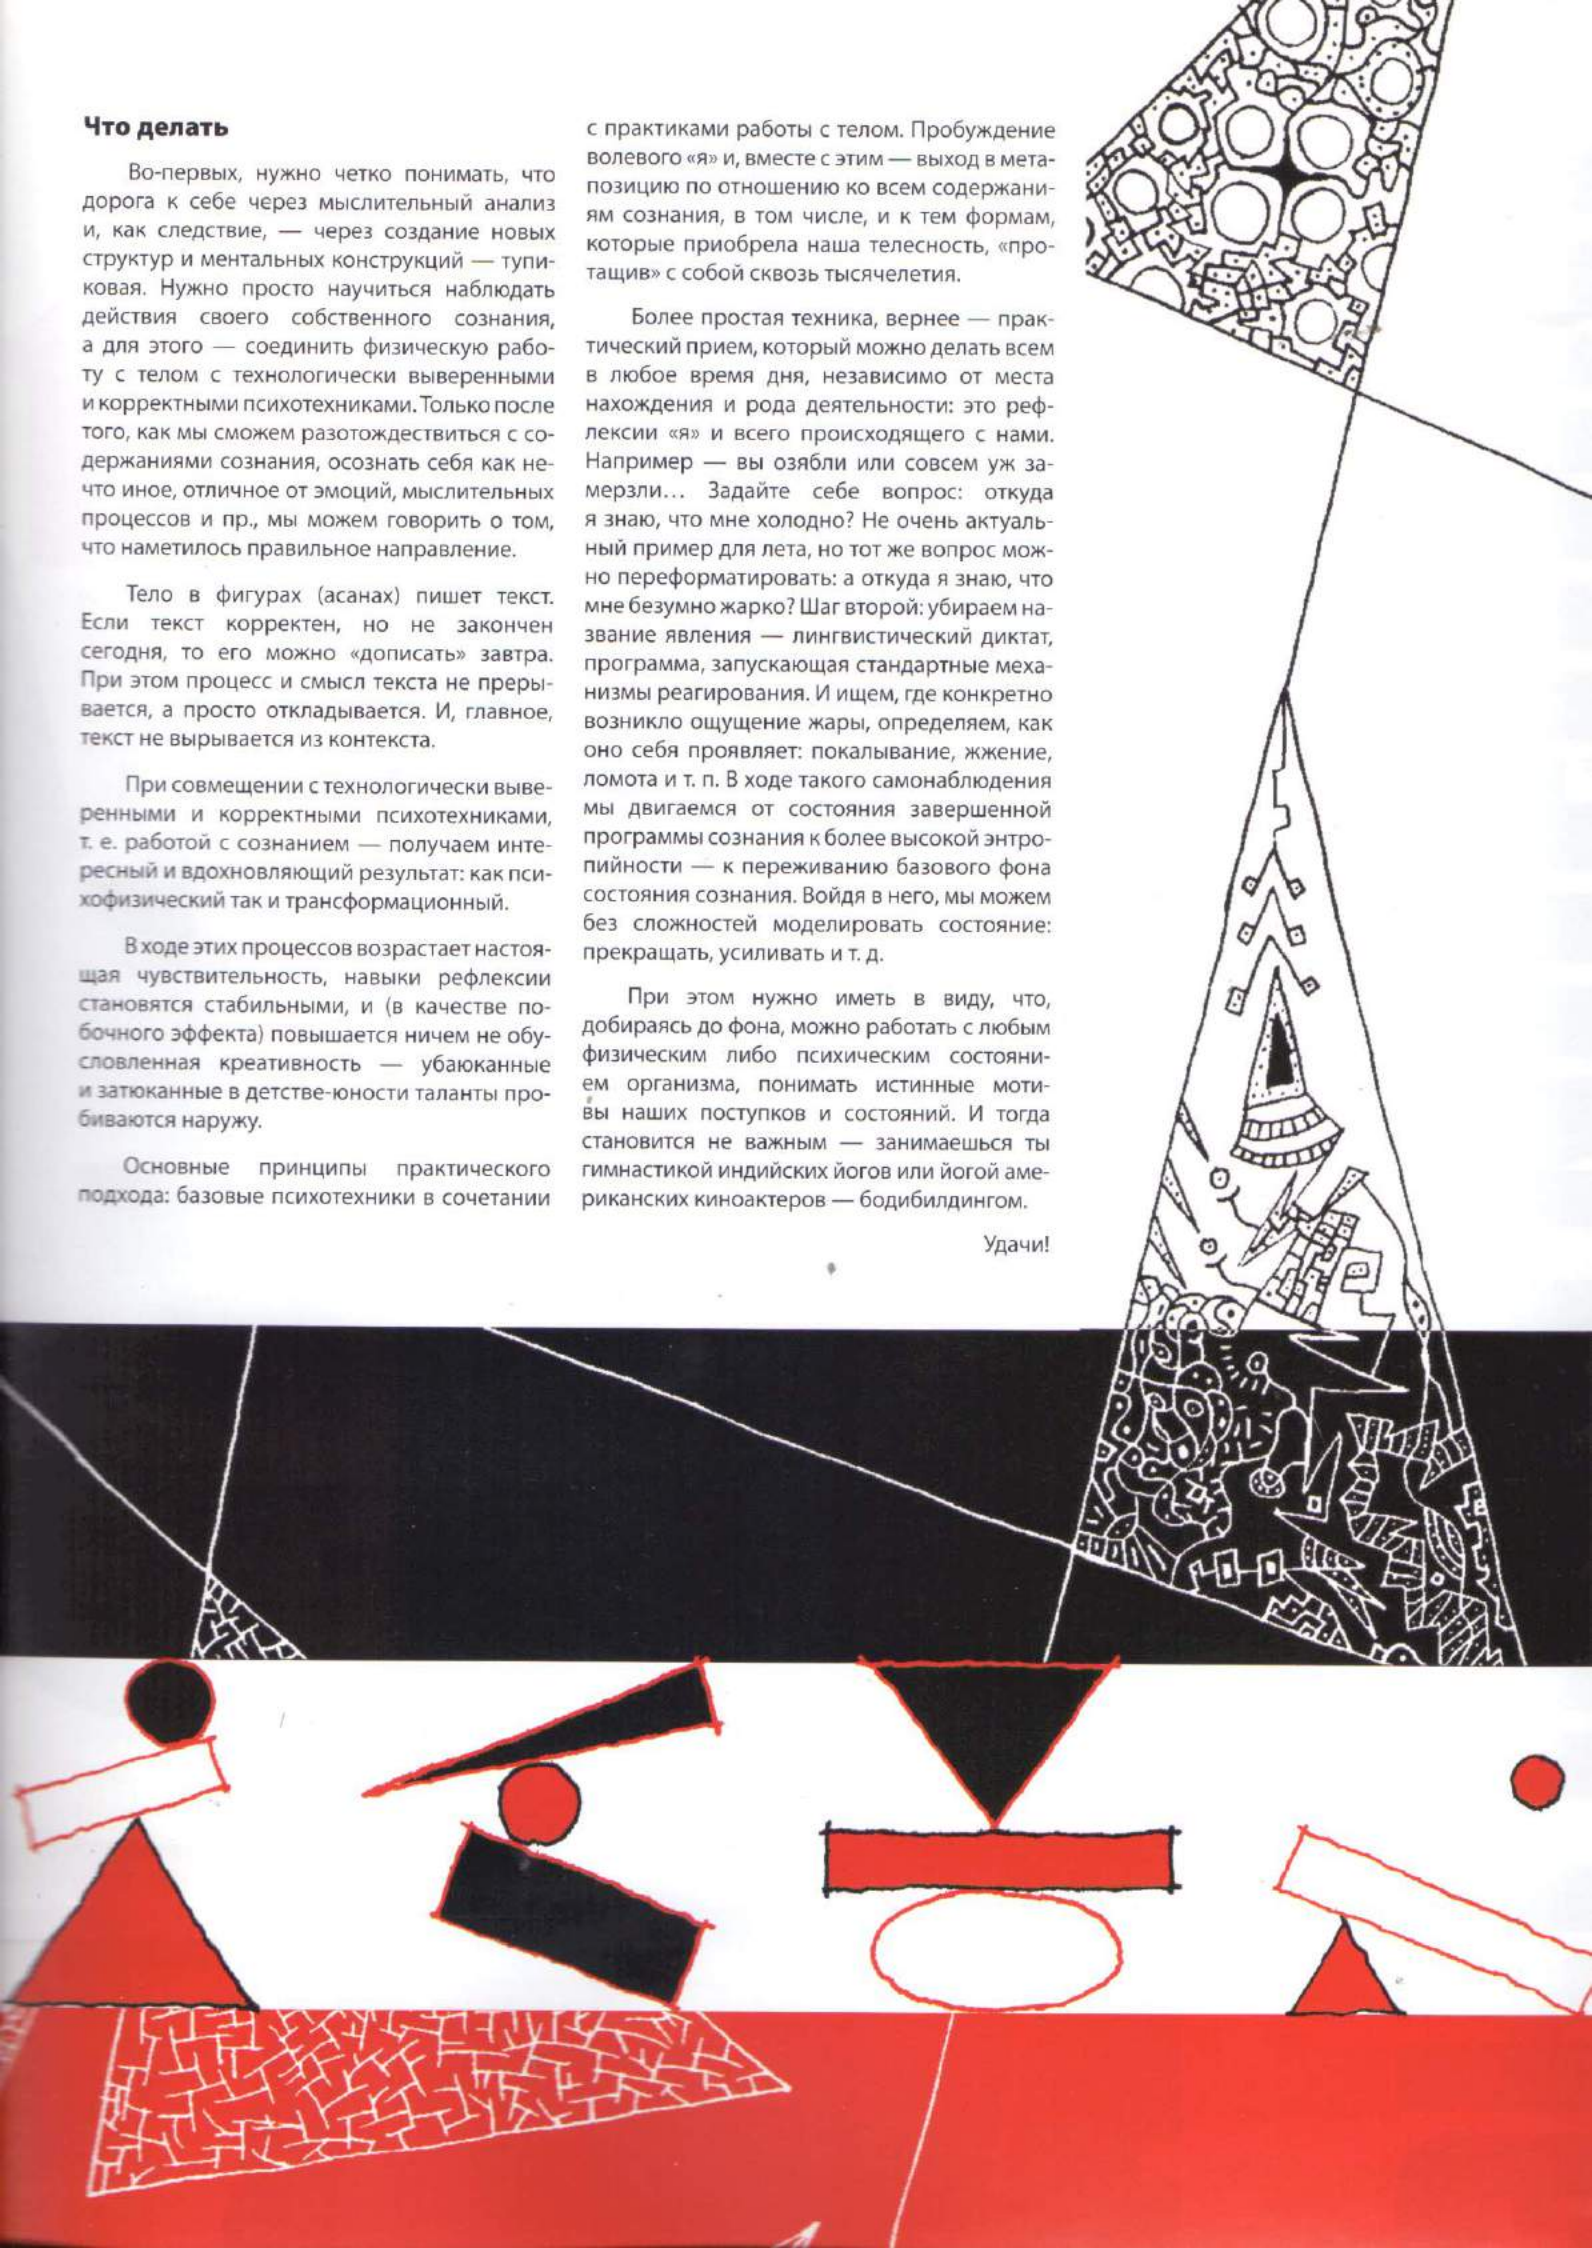 Что делать
Во-первых, нужно четко понимать, что
дорога к себе через мыслительный анализ
и, как следствие, — через создание новых
структур и ментальных конструкций — тупи-
ковая. Нужно просто научиться наблюдать
действия своего собственного сознания,
а для этого — соединить физическую рабо-
ту с телом с технологически выверенными
и корректными психотехниками. Только после
того, как мы сможем разотождествиться с со-
держаниями сознания, осознать себя как не-
что иное, отличное от эмоций, мыслительных
процессов и пр., мы можем говорить о том,
что наметилось правильное направление.
Тело в фигурах (асанах) пишет текст.
Если текст корректен, но не закончен
сегодня, то его можно «дописать» завтра.
При этом процесс и смысл текста не преры-
вается, а просто откладывается. И, главное,
текст не вырывается из контекста.
При совмещении с технологически выве-
ренными и корректными психотехниками,
т. е. работой с сознанием — получаем инте-
ресный и вдохновляющий результат: как пси-
хофизический так и трансформационный.
В ходе этих процессов возрастает настоя-
щая чувствительность, навыки рефлексии
становятся стабильными, и (в качестве по-
бочного эффекта) повышается ничем не обу-
словленная креативность — убаюканные
и затюканные в детстве-юности таланты про-
биваются наружу.
Основные принципы практического
подхода: базовые психотехники в сочетании
с практиками работы с телом. Пробуждение
волевого «я» и, вместе с этим — выход в мета-
позицию по отношению ко всем содержани-
ям сознания, в том числе, и к тем формам,
которые приобрела наша телесность, «про-
тащив» с собой сквозь тысячелетия.
Более простая техника, вернее — прак-
тический прием, который можно делать всем
в любое время дня, независимо от места
нахождения и рода деятельности: это реф-
лексии «я» и всего происходящего с нами.
Например — вы озябли или совсем уж за-
мерзли... Задайте себе вопрос: откуда
я знаю, что мне холодно? Не очень актуаль-
ный пример для лета, но тот же вопрос мож-
но переформатировать: а откуда я знаю, что
мне безумно жарко? Шаг второй: убираем на-
звание явления — лингвистический диктат,
программа, запускающая стандартные меха-
низмы реагирования. И ищем, где конкретно
возникло ощущение жары, определяем, как
оно себя проявляет: покалывание, жжение,
ломота и т. п. В ходе такого самонаблюдения
мы двигаемся от состояния завершенной
программы сознания к более высокой энтро-
пийности — к переживанию базового фона
состояния сознания. Войдя в него, мы можем
без сложностей моделировать состояние:
прекращать, усиливать и т. д.
При этом нужно иметь в виду, что,
добираясь до фона, можно работать с любым
физическим либо психическим состояни-
ем организма, понимать истинные моти-
вы наших поступков и состояний. И тогда
становится не важным — занимаешься ты
гимнастикой индийских йогов или йогой аме-
риканских киноактеров — бодибилдингом.
Удачи!